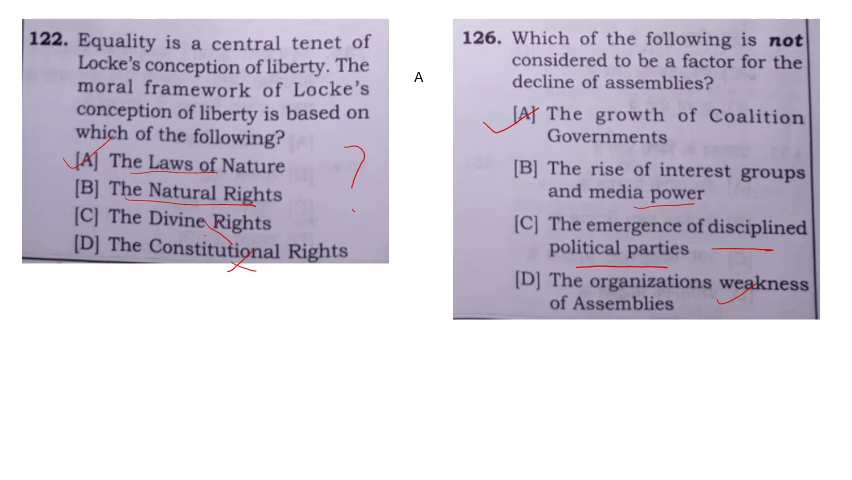 122. Equality is a central tenet of
Locke's conception of liberty. The
moral framework of Locke's
conception of liberty is based on
which of the following?
[A] The Laws of Nature
[B] The Natural Rights
[C] The Divine Rights
[D] The Constitutional Rights
?
A
126. Which of the following is not
considered to be a factor for the
decline of assemblies?
[A] The growth of Coalition
Governments
[B] The rise of interest groups
and media power
[C] The emergence of disciplined
political parties
[D] The organizations weakness
of Assemblies